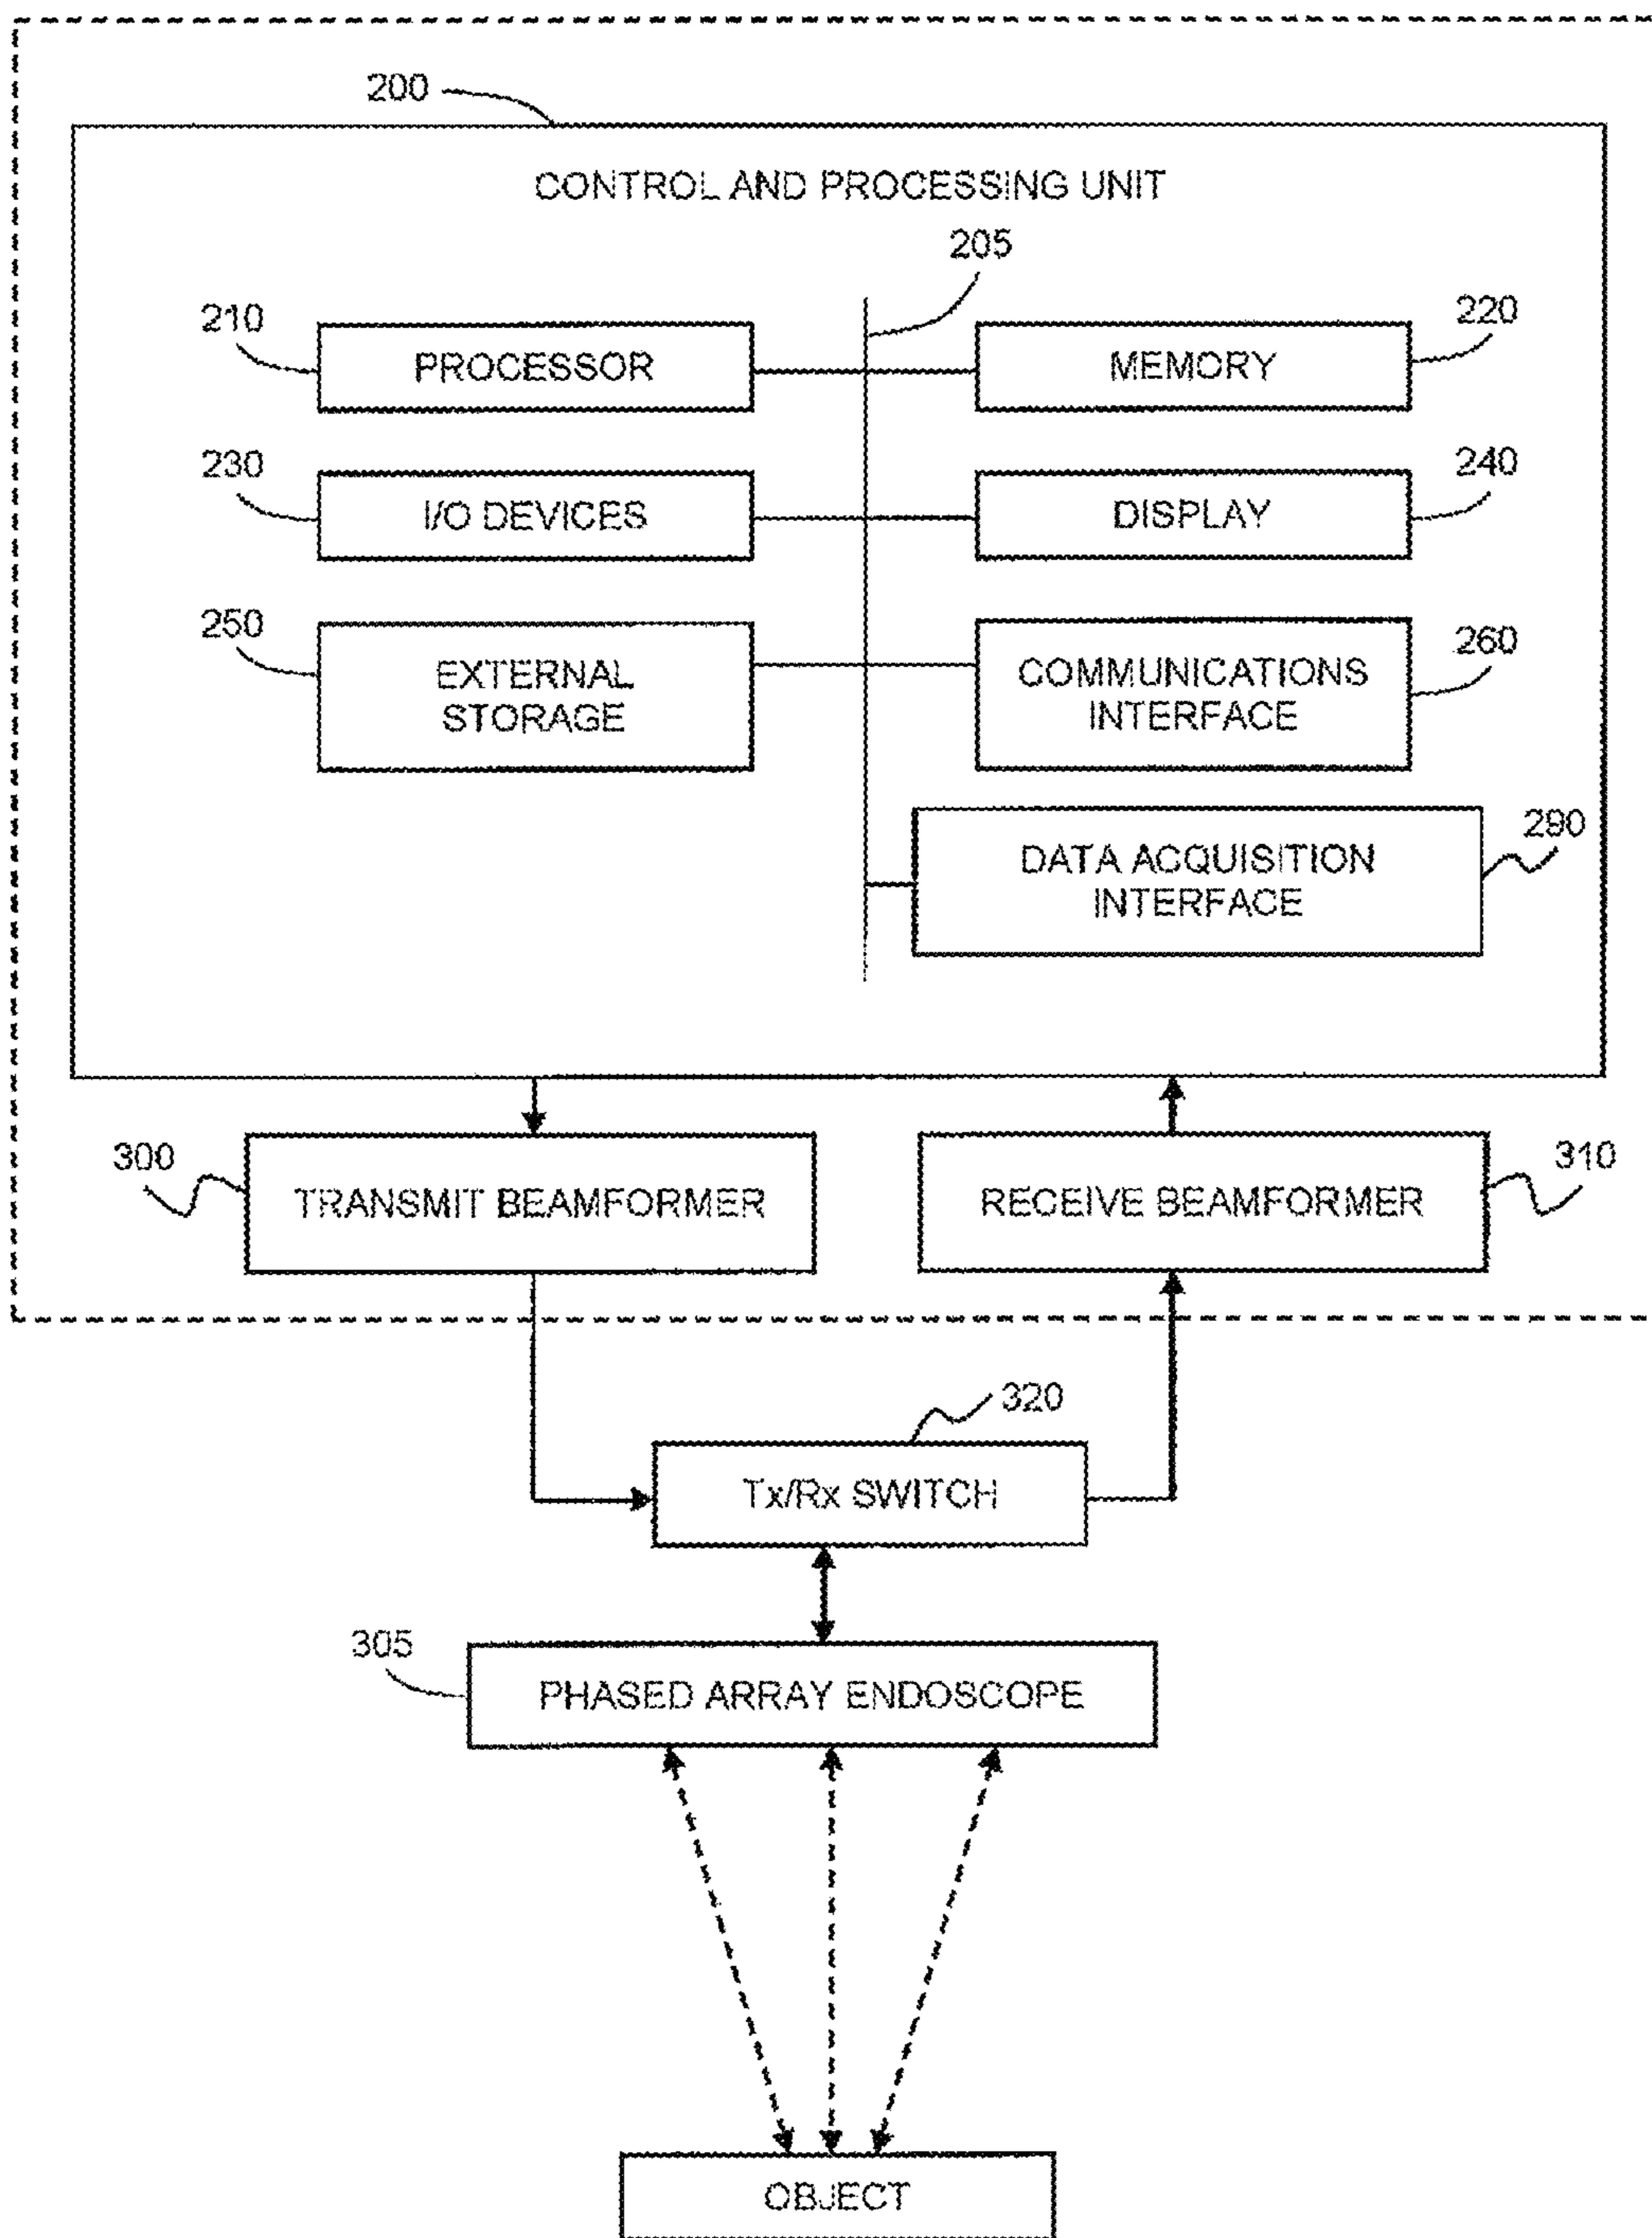 200
CONTROL AND PROCESSING UNIT
205
210
PROCESSOR
220
MEMORY
230
I/O DEVICES
240
DISPLAY
250
EXTERNAL
STORAGE
260
COMMUNICATIONS
INTERFACE
290
DATA ACQUISITION
INTERFACE
300
TRANSMIT BEAMFORMER
310
RECEIVE BEAMFORMER
320
Tx/Rx SWITCH
305
PHASED ARRAY ENDOSCOPE
OBJECT